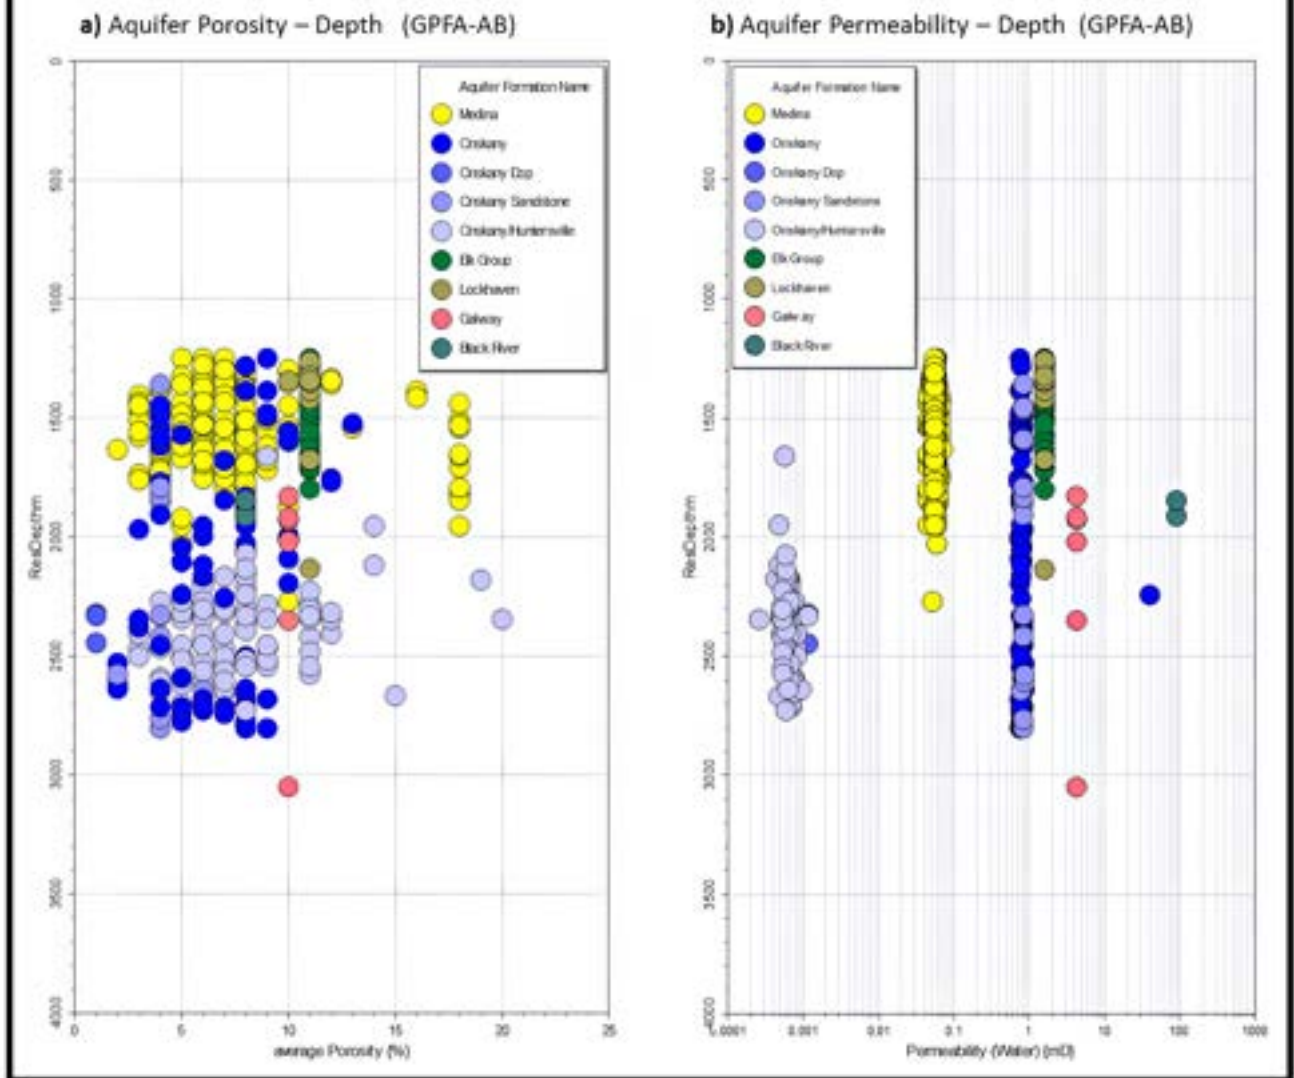 a) Aquifer Porosity – Depth (GPFA-AB)
b) Aquifer Permeability – Depth (GPFA-AB)
Aquifer Formation Name
Medina
Oriskany
Oriskany Dep
Oriskany Sandstone
Oriskany/Huntersville
Elk Group
Lockhaven
Galway
Black River
ResDepthm
0
500
1000
1500
2000
2500
3000
3500
4000
0
5
10
15
20
25
average Porosity (%)
Aquifer Formation Name
Medina
Oriskany
Oriskany Dep
Oriskany Sandstone
Oriskany/Huntersville
Elk Group
Lockhaven
Galway
Black River
ResDepthm
0
500
1000
1500
2000
2500
3000
3500
4000
0.0001
0.001
0.01
0.1
1
10
100
1000
Permeability (Water) (mD)